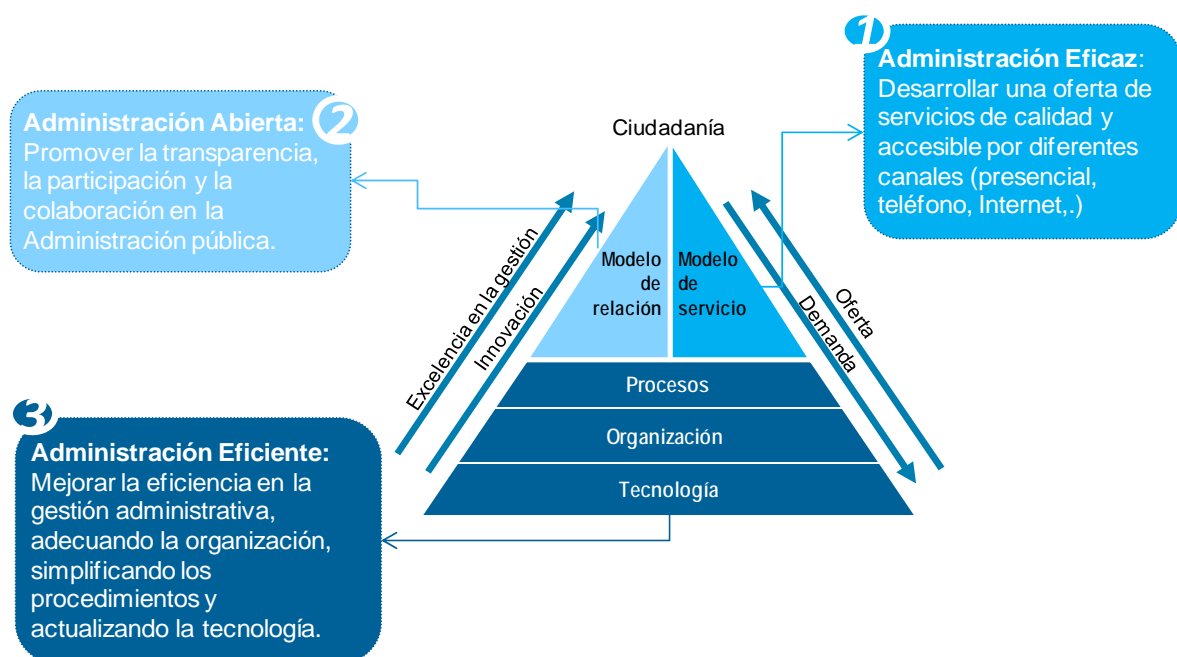 1
Administración Eficaz:
Desarrollar una oferta de
servicios de calidad y
accesible por diferentes
canales (presencial,
teléfono, Internet,.)
2
Administración Abierta:
Promover la transparencia,
la participación y la
colaboración en la
Administración pública.
Ciudadanía
Excelencia en la gestión
Innovación
Modelo
de
relación
Modelo
de
servicio
Demanda
Oferta
Procesos
Organización
Tecnología
3
Administración Eficiente:
Mejorar la eficiencia en la
gestión administrativa,
adecuando la organización,
simplificando los
procedimientos y
actualizando la tecnología.